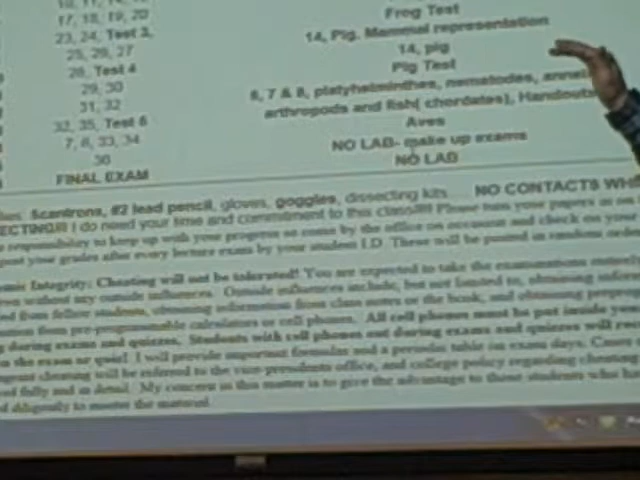 17, 18, 19, 20
Frog Test
23, 24, Test 3,
14, Pig. Mammal representation
25, 26, 27
14, pig
28, Test 4
Pig Test
29, 30
6, 7 & 8, platyhelminthes, nematodes,
31, 32
arthropods and fish( chordates), Handouts
32, 35, Test 5
Aves
7, 8, 33, 34
NO LAB- make up exams
36
NO LAB
FINAL EXAM
Scantrons, #2 lead pencil, gloves, goggles, dissecting kits NO CONTACTS
I do need your time and commitment to this class!!!! Please turn your papers in on
responsibility to keep up with your progress so come by the office on occasion and check on your
your grades after every lecture exam by your student I.D. These will be posted in random order
Integrity: Cheating will not be tolerated! You are expected to take the examinations
without any outside influences. Outside influences include, but not limited to, obtaining
from fellow students, obtaining information from class notes or the book, and obtaining
from pre-programmable calculators or cell phones. All cell phones must be put inside your
during exams and quizzes. Students with cell phones out during exams and quizzes will
the exam or quiz! I will provide important formulas and a periodic table on exam days. Cases
cheating will be referred to the vice-presidents office, and college policy regarding cheating
fully and in detail. My concern in this matter is to give the advantage to those students who
diligently to master the material.